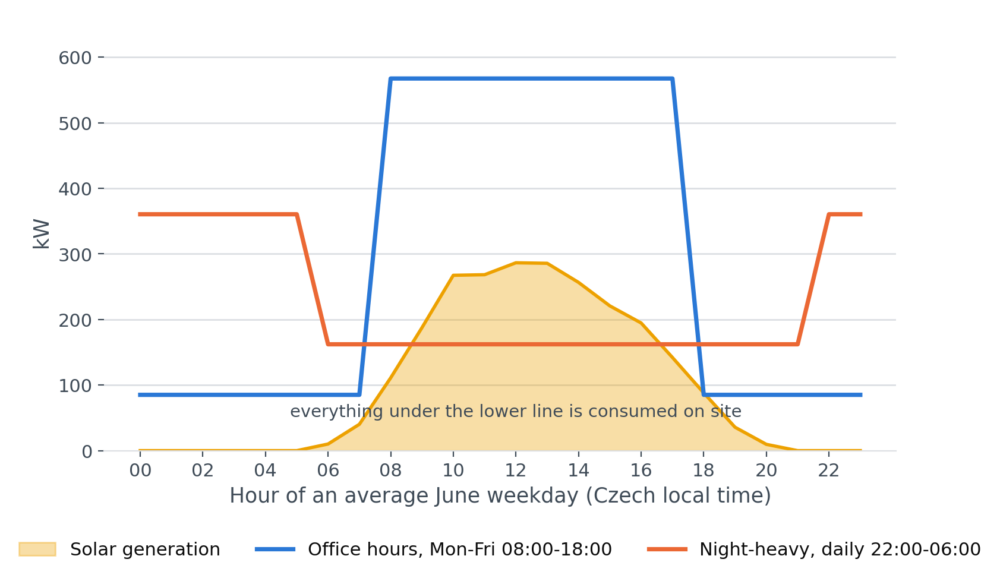 600
500
400
300
200
100
0
kW
everything under the lower line is consumed on site
00 02 04 06 08 10 12 14 16 18 20 22
Hour of an average June weekday (Czech local time)
Solar generation Office hours, Mon-Fri 08:00-18:00 Night-heavy, daily 22:00-06:00